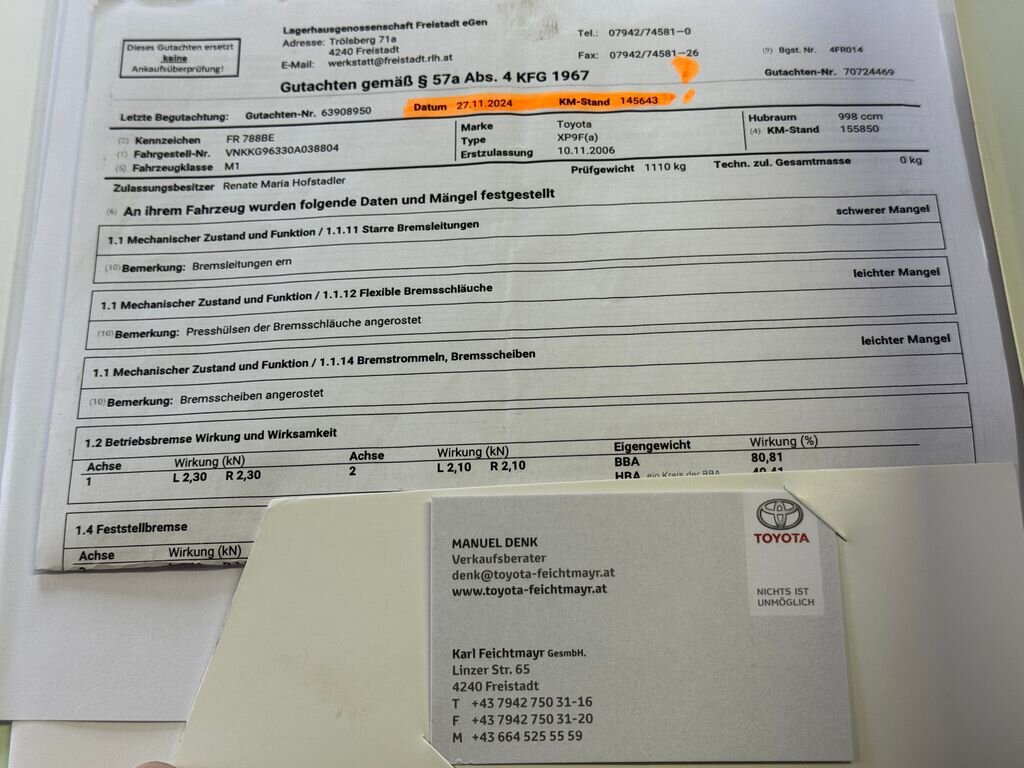 Dieses Gutachten ersetzt
keine
Ankaufsüberprüfung!
Lagerhausgenossenschaft Freistadt eGen
Adresse: Trölsberg 71a
4240 Freistadt
E-Mail: werkstatt@freistadt.rlh.at
Tel.: 07942/74581-0
Fax: 07942/74581-26
(9) Bgst. Nr. 4FR014
Gutachten gemäß § 57a Abs. 4 KFG 1967
Gutachten-Nr. 70724469
Letzte Begutachtung: Gutachten-Nr. 63908950 Datum 27.11.2024 KM-Stand 145643
(2) Kennzeichen FR 788BE
(1) Fahrgestell-Nr. VNKKG96330A038804
(5) Fahrzeugklasse M1
Marke Toyota
Type XP9F(a)
Erstzulassung 10.11.2006
Hubraum 998 ccm
(4) KM-Stand 155850
Prüfgewicht 1110 kg Techn. zul. Gesamtmasse 0 kg
Zulassungsbesitzer Renate Maria Hofstadler
(6) An ihrem Fahrzeug wurden folgende Daten und Mängel festgestellt
1.1 Mechanischer Zustand und Funktion / 1.1.11 Starre Bremsleitungen schwerer Mangel
(10) Bemerkung: Bremsleitungen ern
1.1 Mechanischer Zustand und Funktion / 1.1.12 Flexible Bremsschläuche leichter Mangel
(10) Bemerkung: Presshülsen der Bremsschläuche angerostet
1.1 Mechanischer Zustand und Funktion / 1.1.14 Bremstrommeln, Bremsscheiben leichter Mangel
(10) Bemerkung: Bremsscheiben angerostet
1.2 Betriebsbremse Wirkung und Wirksamkeit
Achse Wirkung (kN) Achse Wirkung (kN) Eigengewicht Wirkung (%)
1 L 2,30 R 2,30 2 L 2,10 R 2,10 BBA 80,81
HBA ein Kreis der BBA 40,41
1.4 Feststellbremse
Achse Wirkung (kN)
MANUEL DENK
Verkaufsberater
denk@toyota-feichtmayr.at
www.toyota-feichtmayr.at
TOYOTA
NICHTS IST
UNMÖGLICH
Karl Feichtmayr GesmbH.
Linzer Str. 65
4240 Freistadt
T +43 7942 750 31-16
F +43 7942 750 31-20
M +43 664 525 55 59